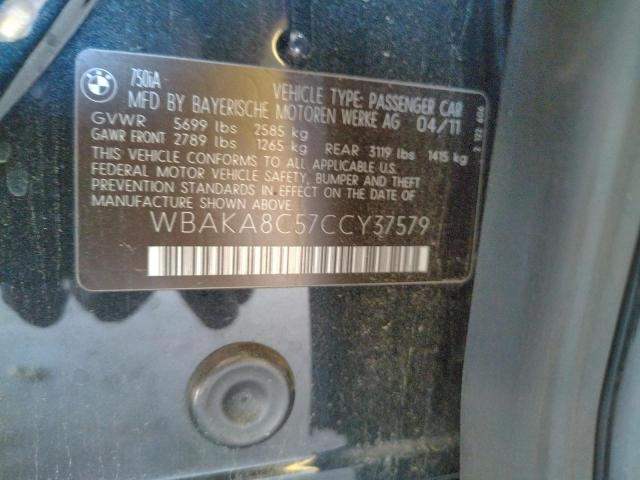 BMW
750iA
VEHICLE TYPE: PASSENGER CAR
MFD BY BAYERISCHE MOTOREN WERKE AG 04/11
GVWR 5699 lbs 2585 kg
GAWR FRONT 2789 lbs 1265 kg REAR 3119 lbs 1415 kg
THIS VEHICLE CONFORMS TO ALL APPLICABLE U.S.
FEDERAL MOTOR VEHICLE SAFETY, BUMPER AND THEFT
PREVENTION STANDARDS IN EFFECT ON THE DATE OF
MANUFACTURE SHOWN ABOVE
WBAKA8C57CCY37579